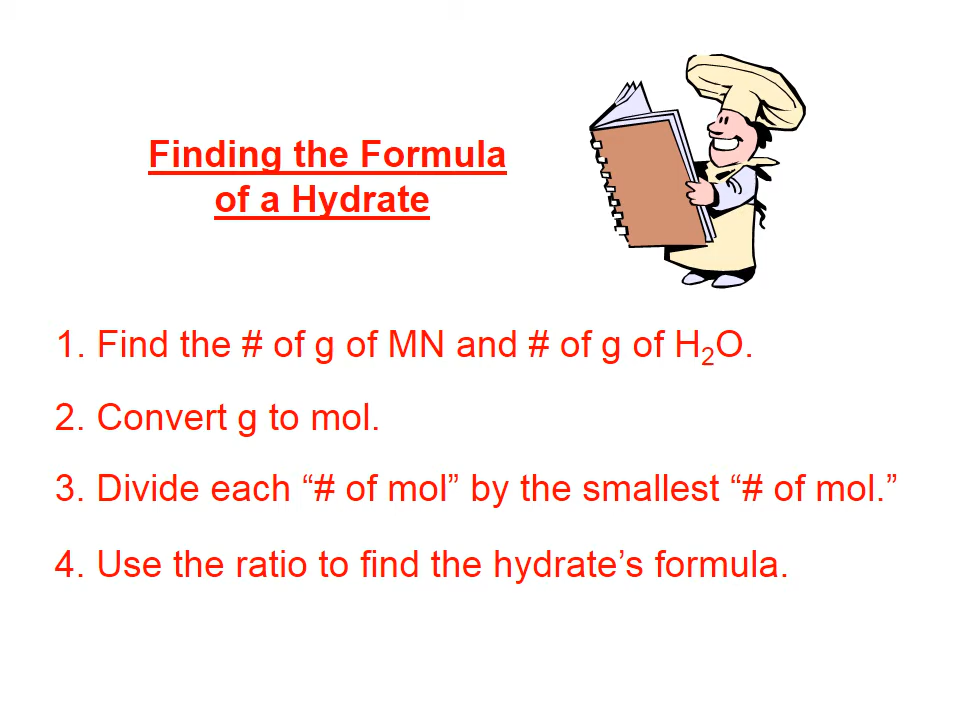 Finding the Formula
of a Hydrate
1. Find the # of g of MN and # of g of H₂O.
2. Convert g to mol.
3. Divide each “# of mol” by the smallest “# of mol.”
4. Use the ratio to find the hydrate’s formula.